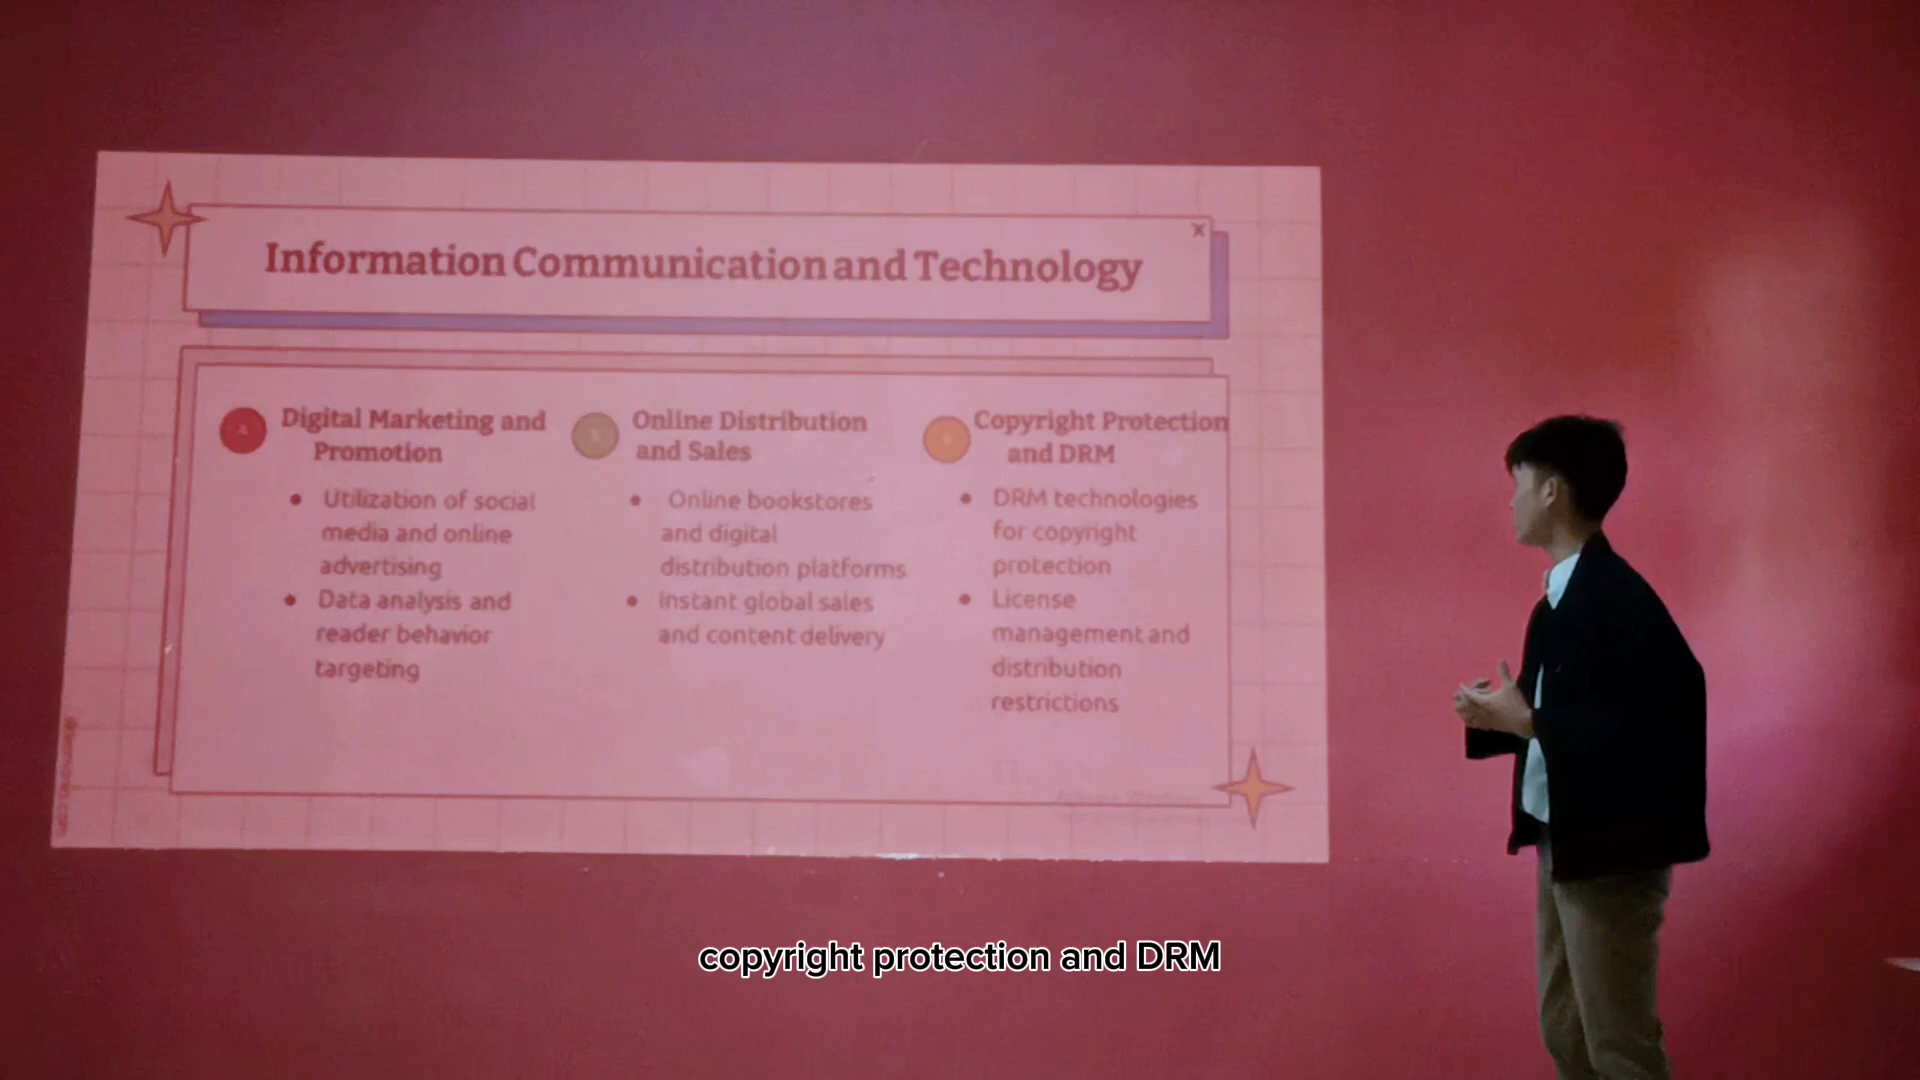 Information Communication and Technology
x
Digital Marketing and
Promotion
• Utilization of social
media and online
advertising
• Data analysis and
reader behavior
targeting
Online Distribution
and Sales
• Online bookstores
and digital
distribution platforms
• Instant global sales
and content delivery
Copyright Protection
and DRM
• DRM technologies
for copyright
protection
• License
management and
distribution
restrictions
copyright protection and DRM